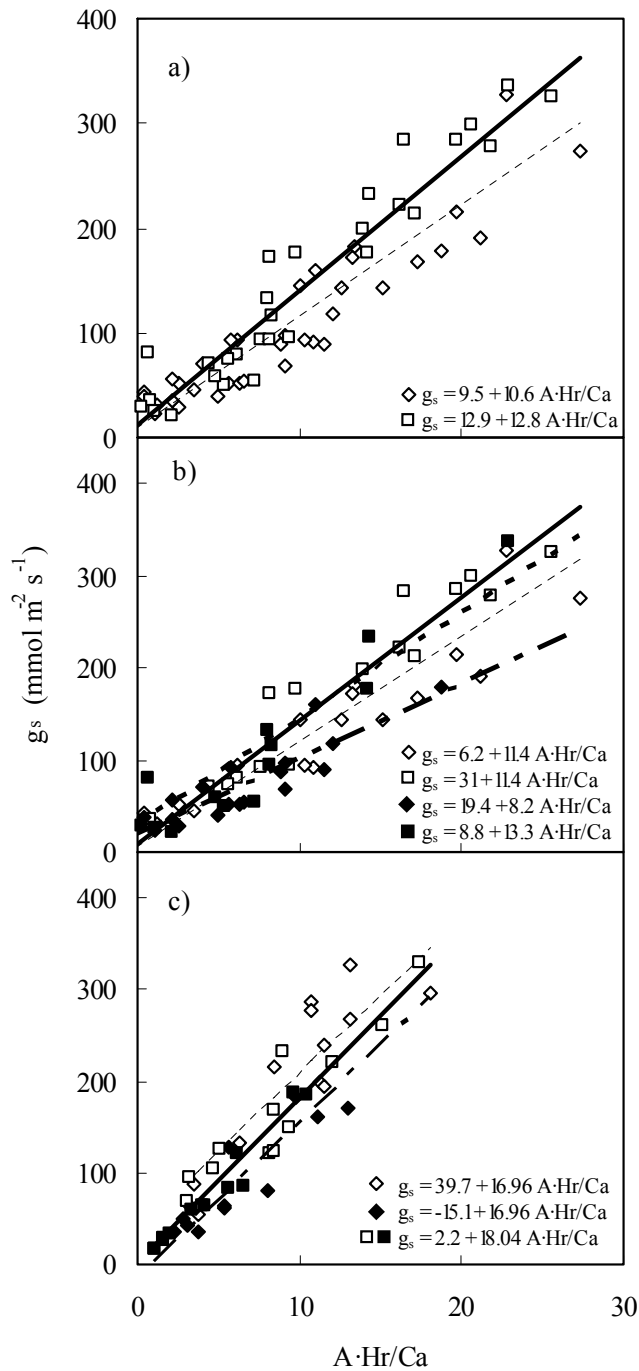 400
a)
300
200
100
0
gₛ = 9.5 + 10.6 A·Hr/Ca
gₛ = 12.9 + 12.8 A·Hr/Ca
b)
400
300
200
100
0
gₛ (mmol m⁻² s⁻¹)
gₛ = 6.2 + 11.4 A·Hr/Ca
gₛ = 31 + 11.4 A·Hr/Ca
gₛ = 19.4 + 8.2 A·Hr/Ca
gₛ = 8.8 + 13.3 A·Hr/Ca
c)
400
300
200
100
0
gₛ = 39.7 + 16.96 A·Hr/Ca
gₛ = -15.1 + 16.96 A·Hr/Ca
gₛ = 2.2 + 18.04 A·Hr/Ca
0 10 20 30
A·Hr/Ca